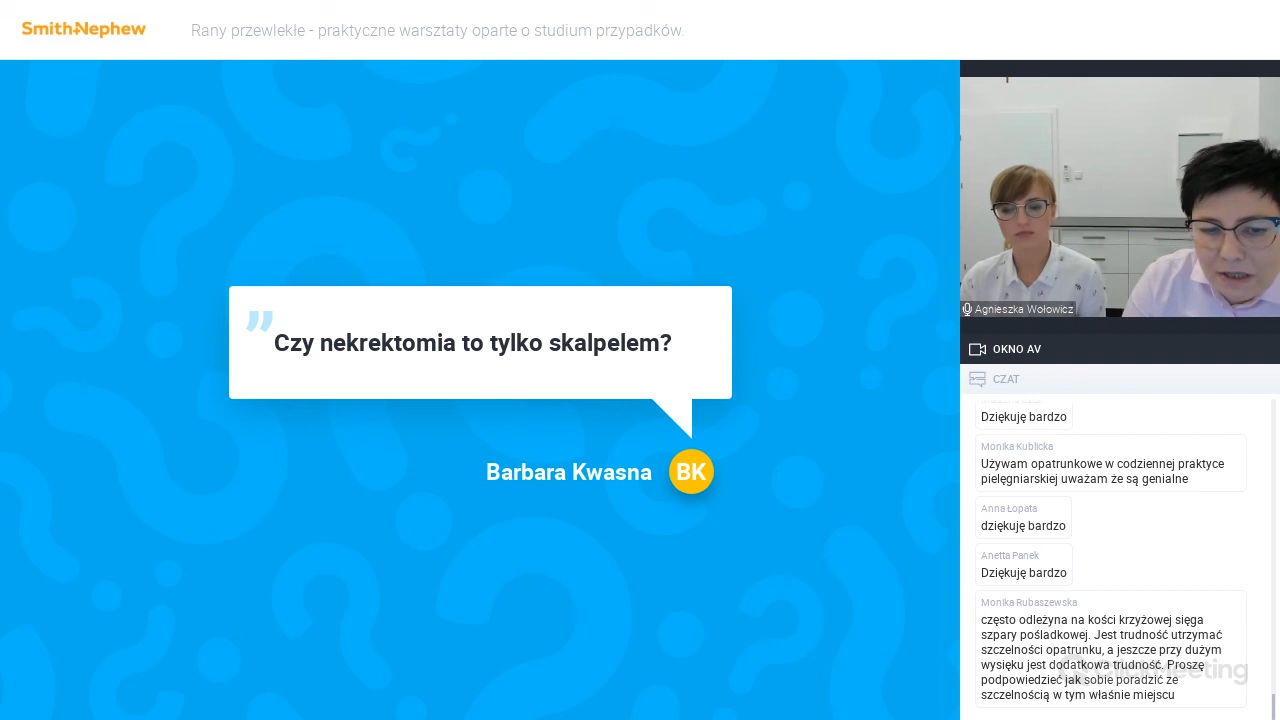 Smith+Nephew
Rany przewlekłe - praktyczne warsztaty oparte o studium przypadków.
Czy nekrektomia to tylko skalpelem?
Barbara Kwasna
BK
Agnieszka Wołowicz
OKNO AV
CZAT
Dziękuję bardzo
Monika Kublicka
Używam opatrunkowe w codziennej praktyce
pielęgniarskiej uważam że są genialne
Anna Łopata
dziękuję bardzo
Anetta Panek
Dziękuję bardzo
Monika Rubaszewska
często odleżyna na kości krzyżowej sięga
szpary pośladkowej. Jest trudność utrzymać
szczelności opatrunku, a jeszcze przy dużym
wysięku jest dodatkowa trudność. Proszę
podpowiedzieć jak sobie poradzić ze
szczelnością w tym właśnie miejscu
ClickMeeting